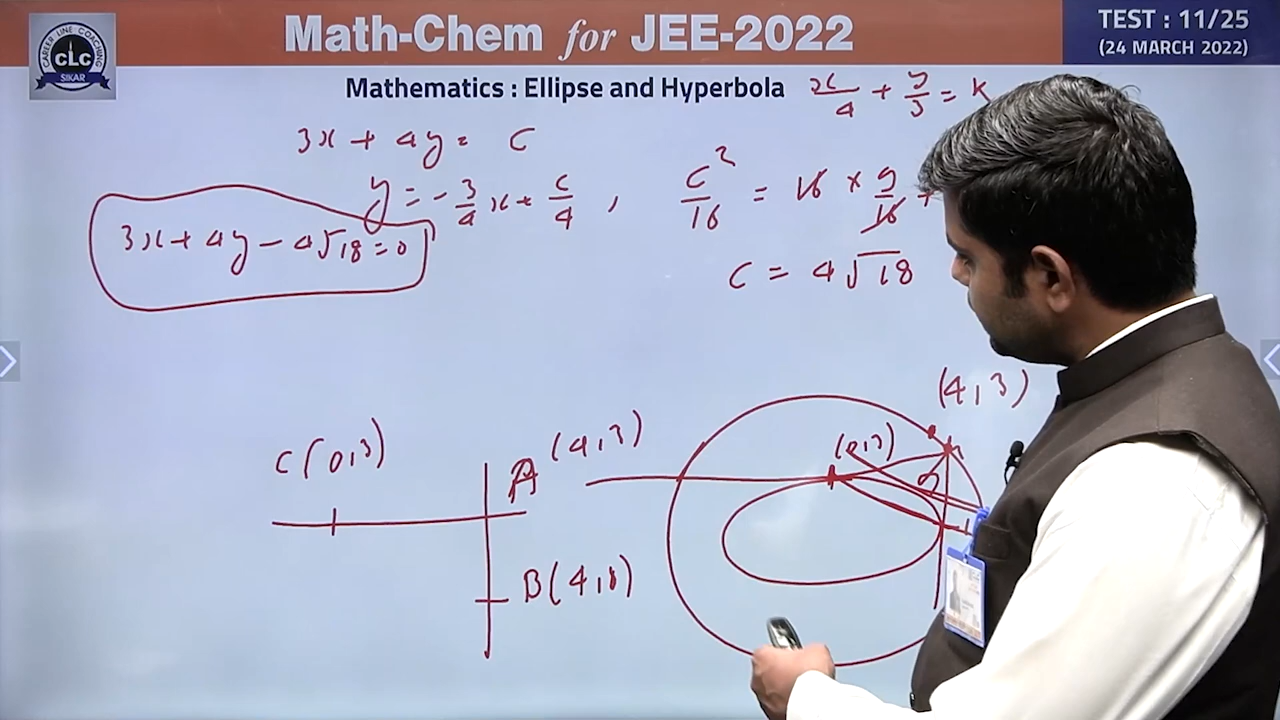 Math-Chem for JEE-2022
TEST : 11/25
(24 MARCH 2022)
CAREER LINE COACHING
CLC
SIKAR
Mathematics : Ellipse and Hyperbola
x/4 + y/3 = k
3x + 4y = c
y = -3/4 x + c/4 , c²/16 = 16 × 9/16 +
3x + 4y - 4√18 = 0
c = 4√18
(4,3)
C(0,3)
A (4,3)
(0,3)
B(4,0)